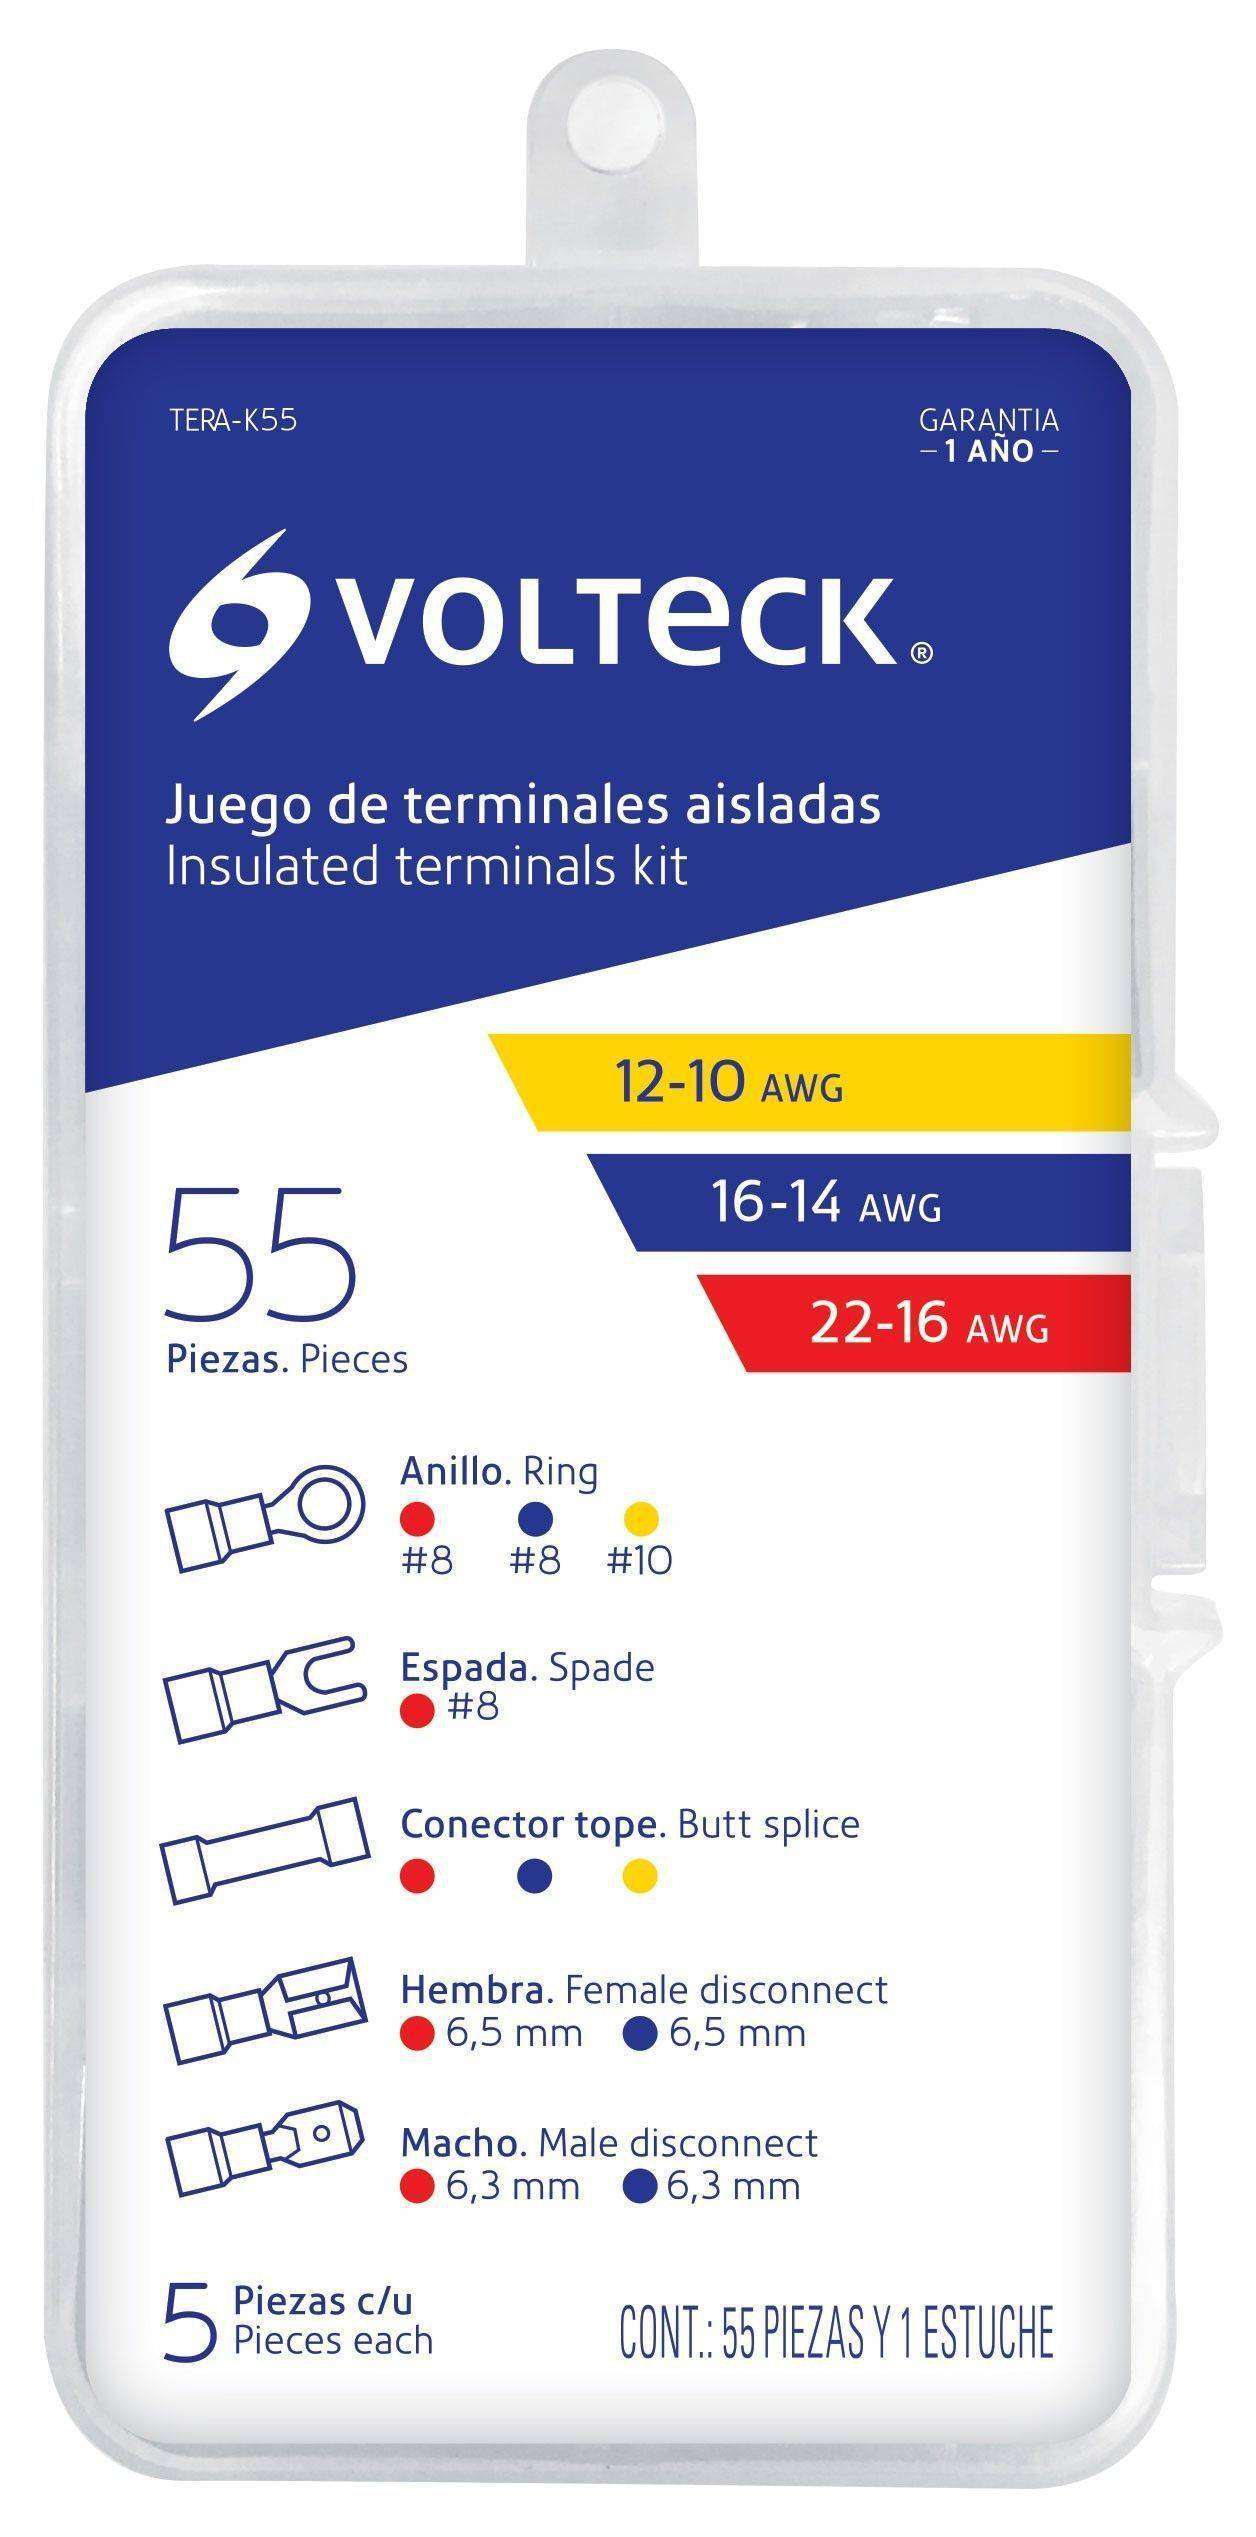 TERA-K55
GARANTIA
– 1 AÑO –
VOLTECK®
Juego de terminales aisladas
Insulated terminals kit
12-10 AWG
16-14 AWG
22-16 AWG
55
Piezas. Pieces
Anillo. Ring
#8 #8 #10
Espada. Spade
#8
Conector tope. Butt splice
Hembra. Female disconnect
6,5 mm 6,5 mm
Macho. Male disconnect
6,3 mm 6,3 mm
5 Piezas c/u
Pieces each
CONT.: 55 PIEZAS Y 1 ESTUCHE